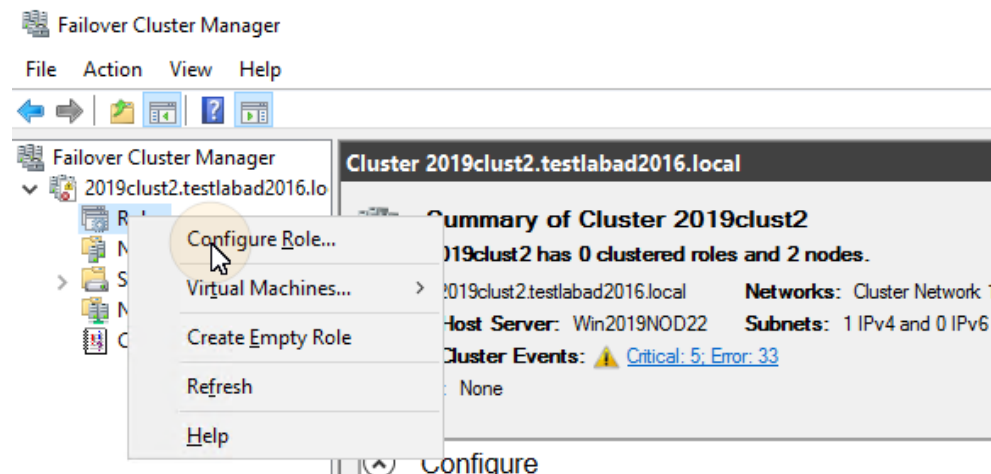 Failover Cluster Manager
File Action View Help
Failover Cluster Manager
2019clust2.testlabad2016.lo
Configure Role...
Virtual Machines...
Create Empty Role
Refresh
Help
Cluster 2019clust2.testlabad2016.local
Summary of Cluster 2019clust2
019clust2 has 0 clustered roles and 2 nodes.
2019clust2.testlabad2016.local Networks: Cluster Network 1
Host Server: Win2019NOD22 Subnets: 1 IPv4 and 0 IPv6
Cluster Events: Critical: 5; Error: 33
: None
Configure